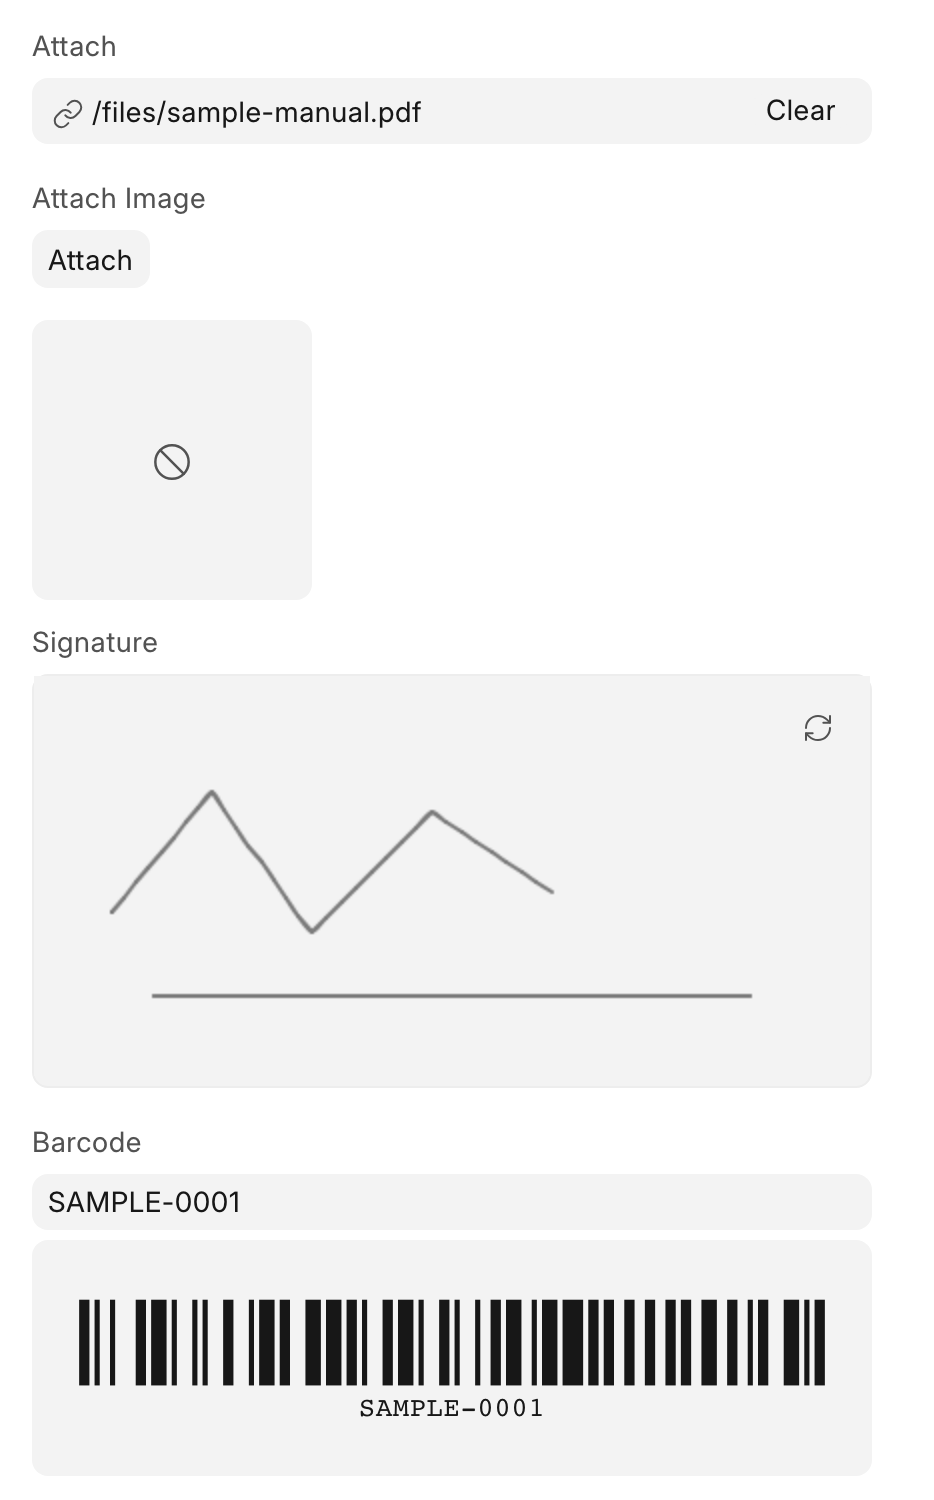 Attach
/files/sample-manual.pdf Clear
Attach Image
Attach
Signature
Barcode
SAMPLE-0001
SAMPLE-0001